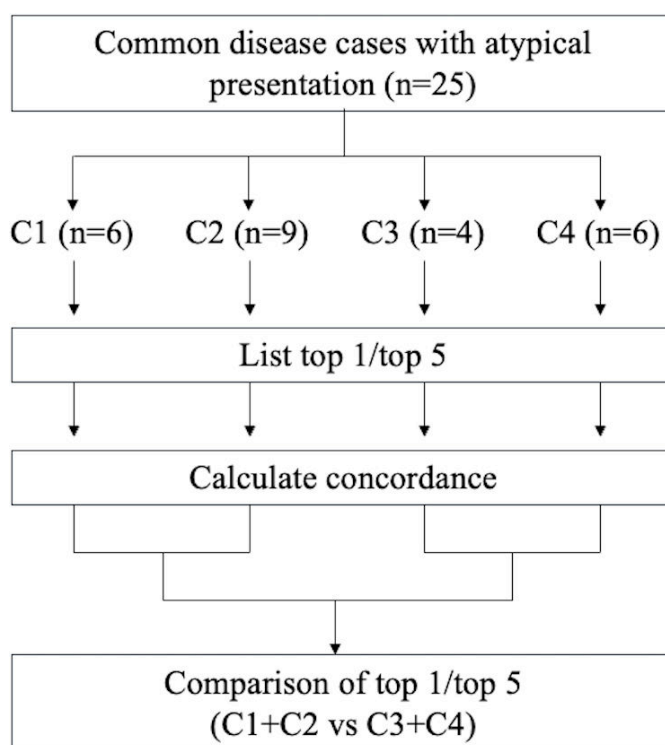 Common disease cases with atypical
presentation (n=25)
C1 (n=6) C2 (n=9) C3 (n=4) C4 (n=6)
List top 1/top 5
Calculate concordance
Comparison of top 1/top 5
(C1+C2 vs C3+C4)